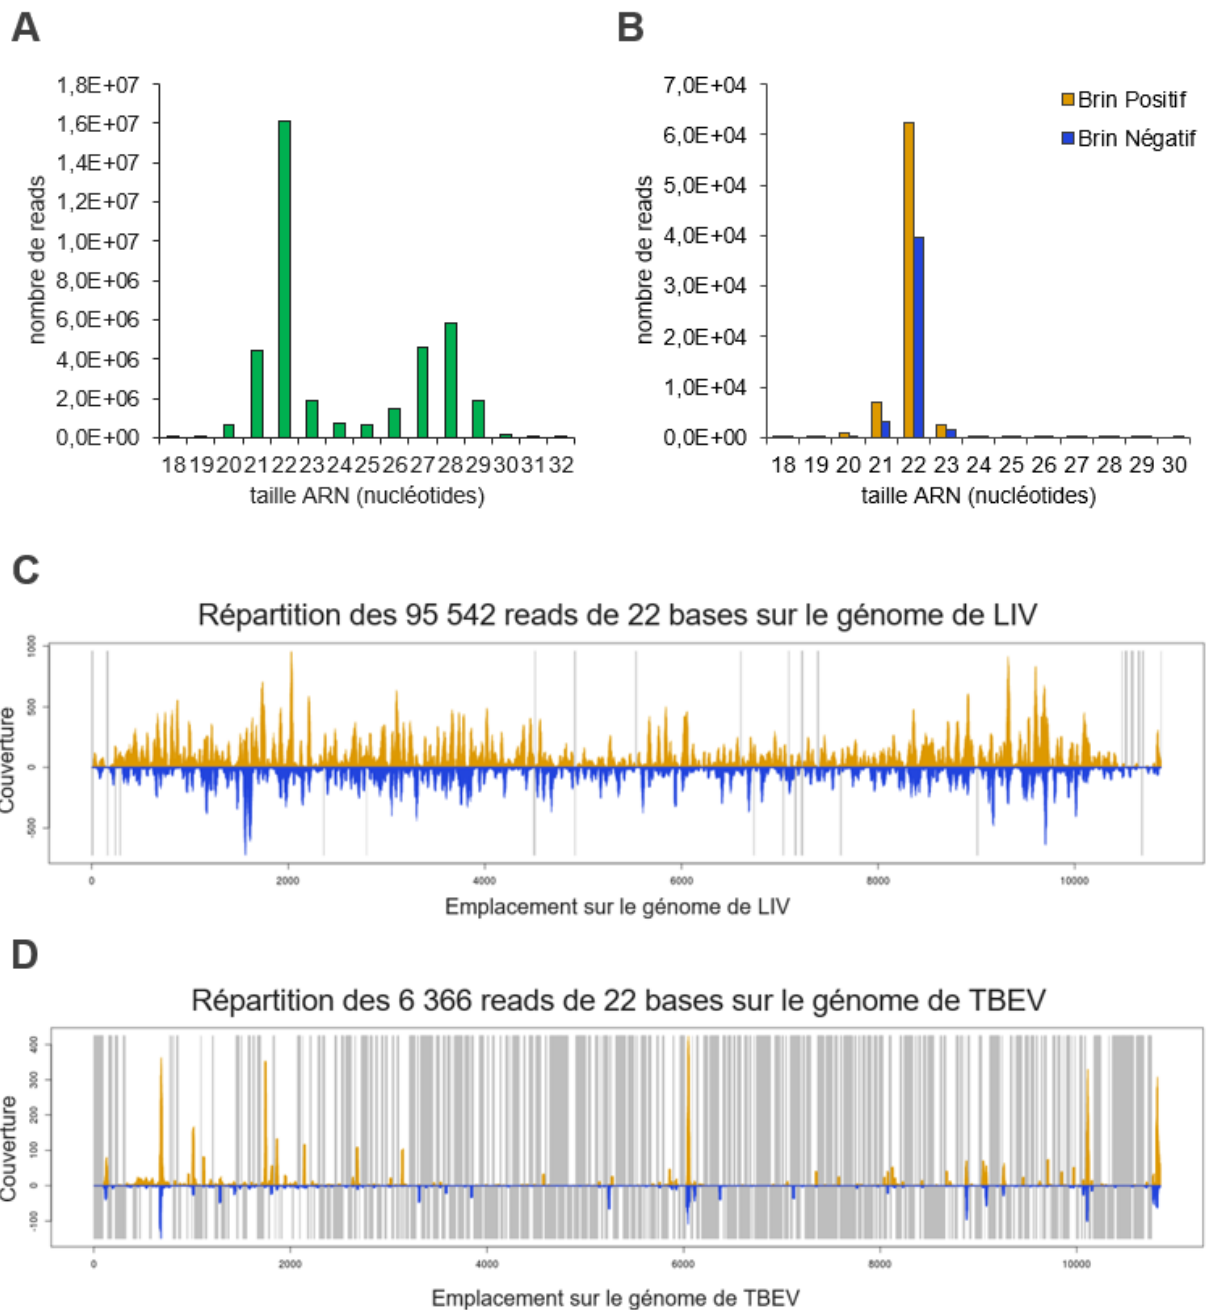 A
1,8E+07
1,6E+07
1,4E+07
1,2E+07
1,0E+07
8,0E+06
6,0E+06
4,0E+06
2,0E+06
0,0E+00
nombre de reads
18 19 20 21 22 23 24 25 26 27 28 29 30 31 32
taille ARN (nucléotides)
B
7,0E+04
6,0E+04
5,0E+04
4,0E+04
3,0E+04
2,0E+04
1,0E+04
0,0E+00
nombre de reads
Brin Positif
Brin Négatif
18 19 20 21 22 23 24 25 26 27 28 29 30
taille ARN (nucléotides)
C
Répartition des 95 542 reads de 22 bases sur le génome de LIV
1000
500
0
-500
Couverture
0 2000 4000 6000 8000 10000
Emplacement sur le génome de LIV
D
Répartition des 6 366 reads de 22 bases sur le génome de TBEV
400
300
200
100
0
-100
Couverture
0 2000 4000 6000 8000 10000
Emplacement sur le génome de TBEV